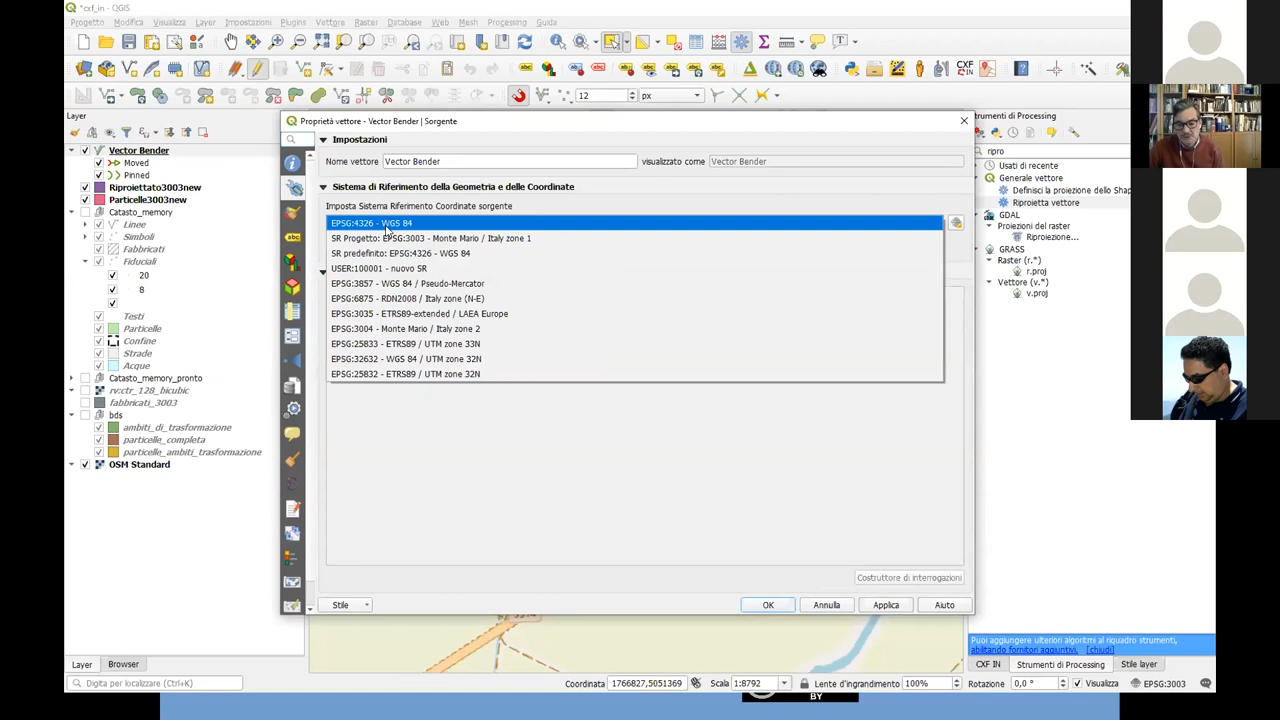 *cxf_in - QGIS
Progetto Modifica Visualizza Layer Impostazioni Plugins Vettore Raster Database Web Mesh Processing Guida
12 px
CXF IN
Layer
Vector Bender
Moved
Pinned
Riproiettato3003new
Particelle3003new
Catasto_memory
Linee
Simboli
Fabbricati
Fiduciali
20
8
Testi
Particelle
Confine
Strade
Acque
Catasto_memory_pronto
rv:ctr_128_bicubic
fabbricati_3003
bds
ambiti_di_trasformazione
particelle_completa
particelle_ambiti_trasformazione
OSM Standard
Layer Browser
Digita per localizzare (Ctrl+K)
Proprietà vettore - Vector Bender | Sorgente
Impostazioni
Nome vettore Vector Bender visualizzato come Vector Bender
Sistema di Riferimento della Geometria e delle Coordinate
Imposta Sistema Riferimento Coordinate sorgente
EPSG:4326 - WGS 84
SR Progetto: EPSG:3003 - Monte Mario / Italy zone 1
SR predefinito: EPSG:4326 - WGS 84
USER:100001 - nuovo SR
EPSG:3857 - WGS 84 / Pseudo-Mercator
EPSG:6875 - RDN2008 / Italy zone (N-E)
EPSG:3035 - ETRS89-extended / LAEA Europe
EPSG:3004 - Monte Mario / Italy zone 2
EPSG:25833 - ETRS89 / UTM zone 33N
EPSG:32632 - WGS 84 / UTM zone 32N
EPSG:25832 - ETRS89 / UTM zone 32N
Costruttore di interrogazioni
Stile OK Annulla Applica Aiuto
Strumenti di Processing
ripro
Usati di recente
Generale vettore
Definisci la proiezione dello Shap
Riproietta vettore
GDAL
Proiezioni del raster
Riproiezione...
GRASS
Raster (r.*)
r.proj
Vettore (v.*)
v.proj
Puoi aggiungere ulteriori algoritmi al riquadro strumenti,
abilitando fornitori aggiuntivi. [chiudi]
CXF IN Strumenti di Processing Stile layer
Coordinata 1766827,5051369 Scala 1:8792 Lente d'ingrandimento 100% Rotazione 0,0 ° Visualizza EPSG:3003
BY